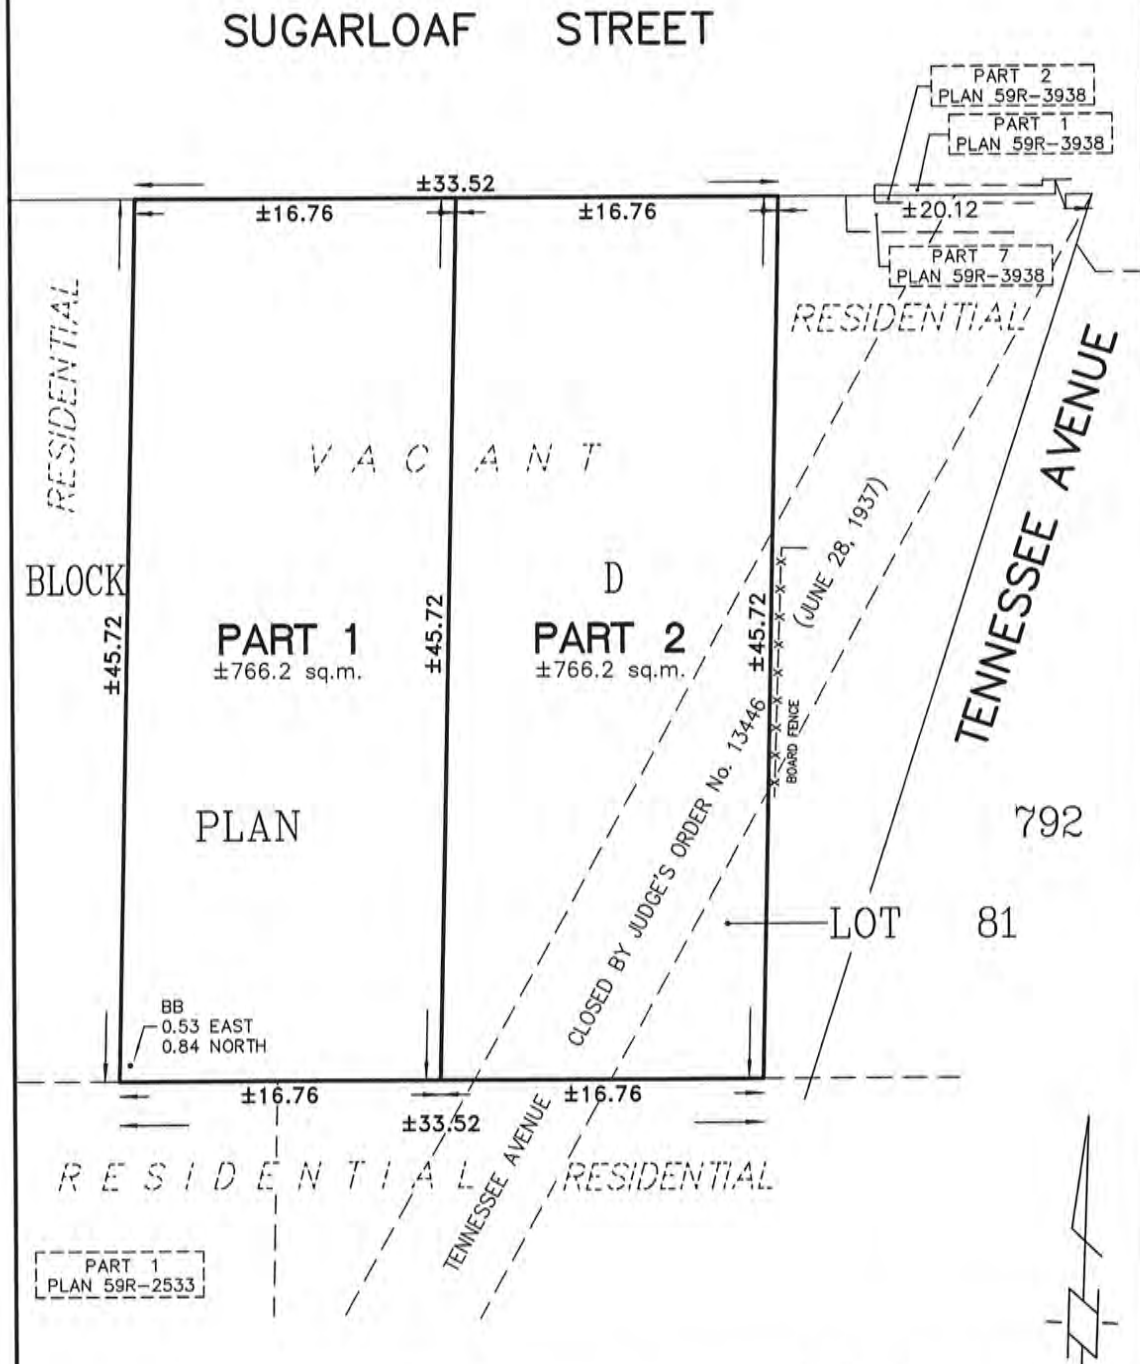 SUGARLOAF STREET
PART 2
PLAN 59R-3938
PART 1
PLAN 59R-3938
±33.52
±16.76
±16.76
±20.12
PART 7
PLAN 59R-3938
RESIDENTIAL
RESIDENTIAL
TENNESSEE AVENUE
VACANT
(JUNE 28, 1937)
BLOCK
D
±45.72
PART 1
±766.2 sq.m.
±45.72
PART 2
±766.2 sq.m.
±45.72
BOARD FENCE
CLOSED BY JUDGE'S ORDER No. 13446
PLAN
792
LOT 81
BB
0.53 EAST
0.84 NORTH
±16.76
±16.76
±33.52
TENNESSEE AVENUE
RESIDENTIAL
RESIDENTIAL
PART 1
PLAN 59R-2533